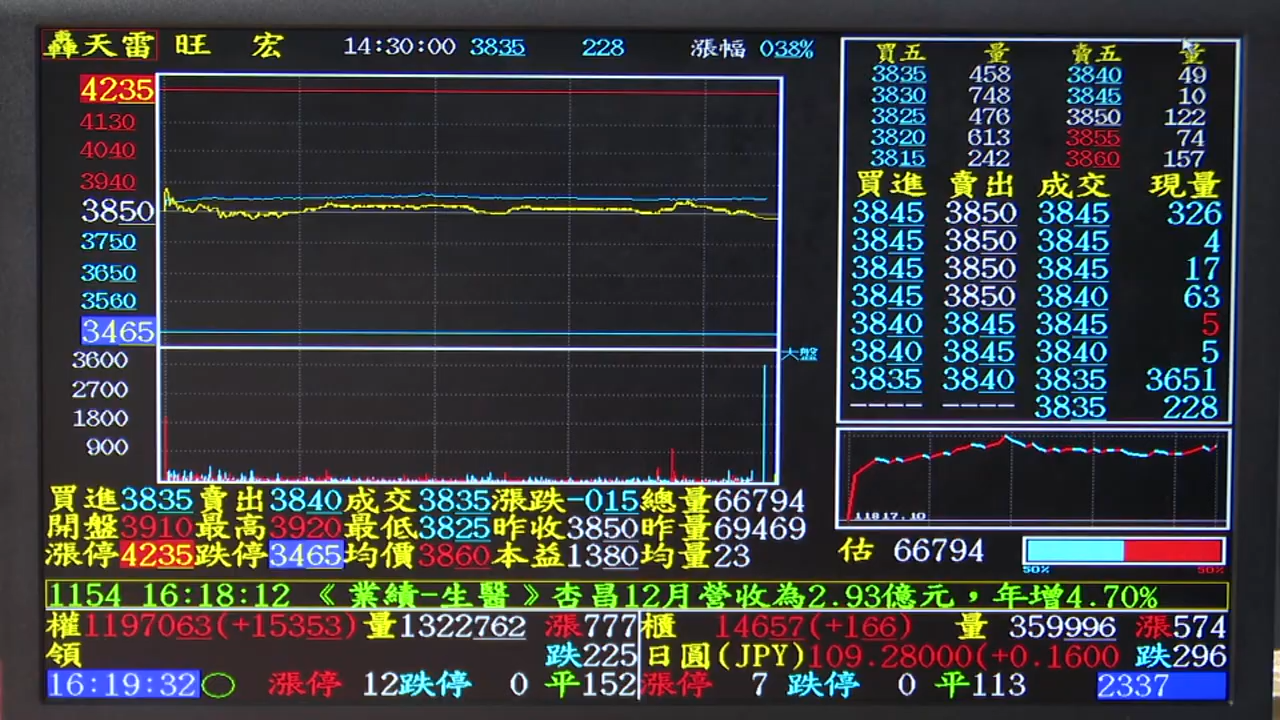 轟天雷 旺 宏 14:30:00 3835 228 漲幅 038%
4235
4130
4040
3940
3850
3750
3650
3560
3465
大盤
3600
2700
1800
900
買五 量 賣五 量
3835 458 3840 49
3830 748 3845 10
3825 476 3850 122
3820 613 3855 74
3815 242 3860 157
買進 賣出 成交 現量
3845 3850 3845 326
3845 3850 3845 4
3845 3850 3845 17
3845 3850 3840 63
3840 3845 3845 5
3840 3845 3840 5
3835 3840 3835 3651
---- ---- 3835 228
11817.10
買進3835賣出3840成交3835漲跌-015總量66794
開盤3910最高3920最低3825昨收3850昨量69469
漲停4235跌停3465均價3860本益1380均量23
估 66794
50% 50%
1154 16:18:12 《 業績-生醫 》杏昌12月營收為2.93億元，年增4.70%
權1197063(+15353)量1322762 漲777櫃 14657(+166) 量 359996 漲574
領 跌225日圓(JPY)109.28000(+0.1600 跌296
16:19:32 漲停 12跌停 0 平152漲停 7 跌停 0 平113 2337